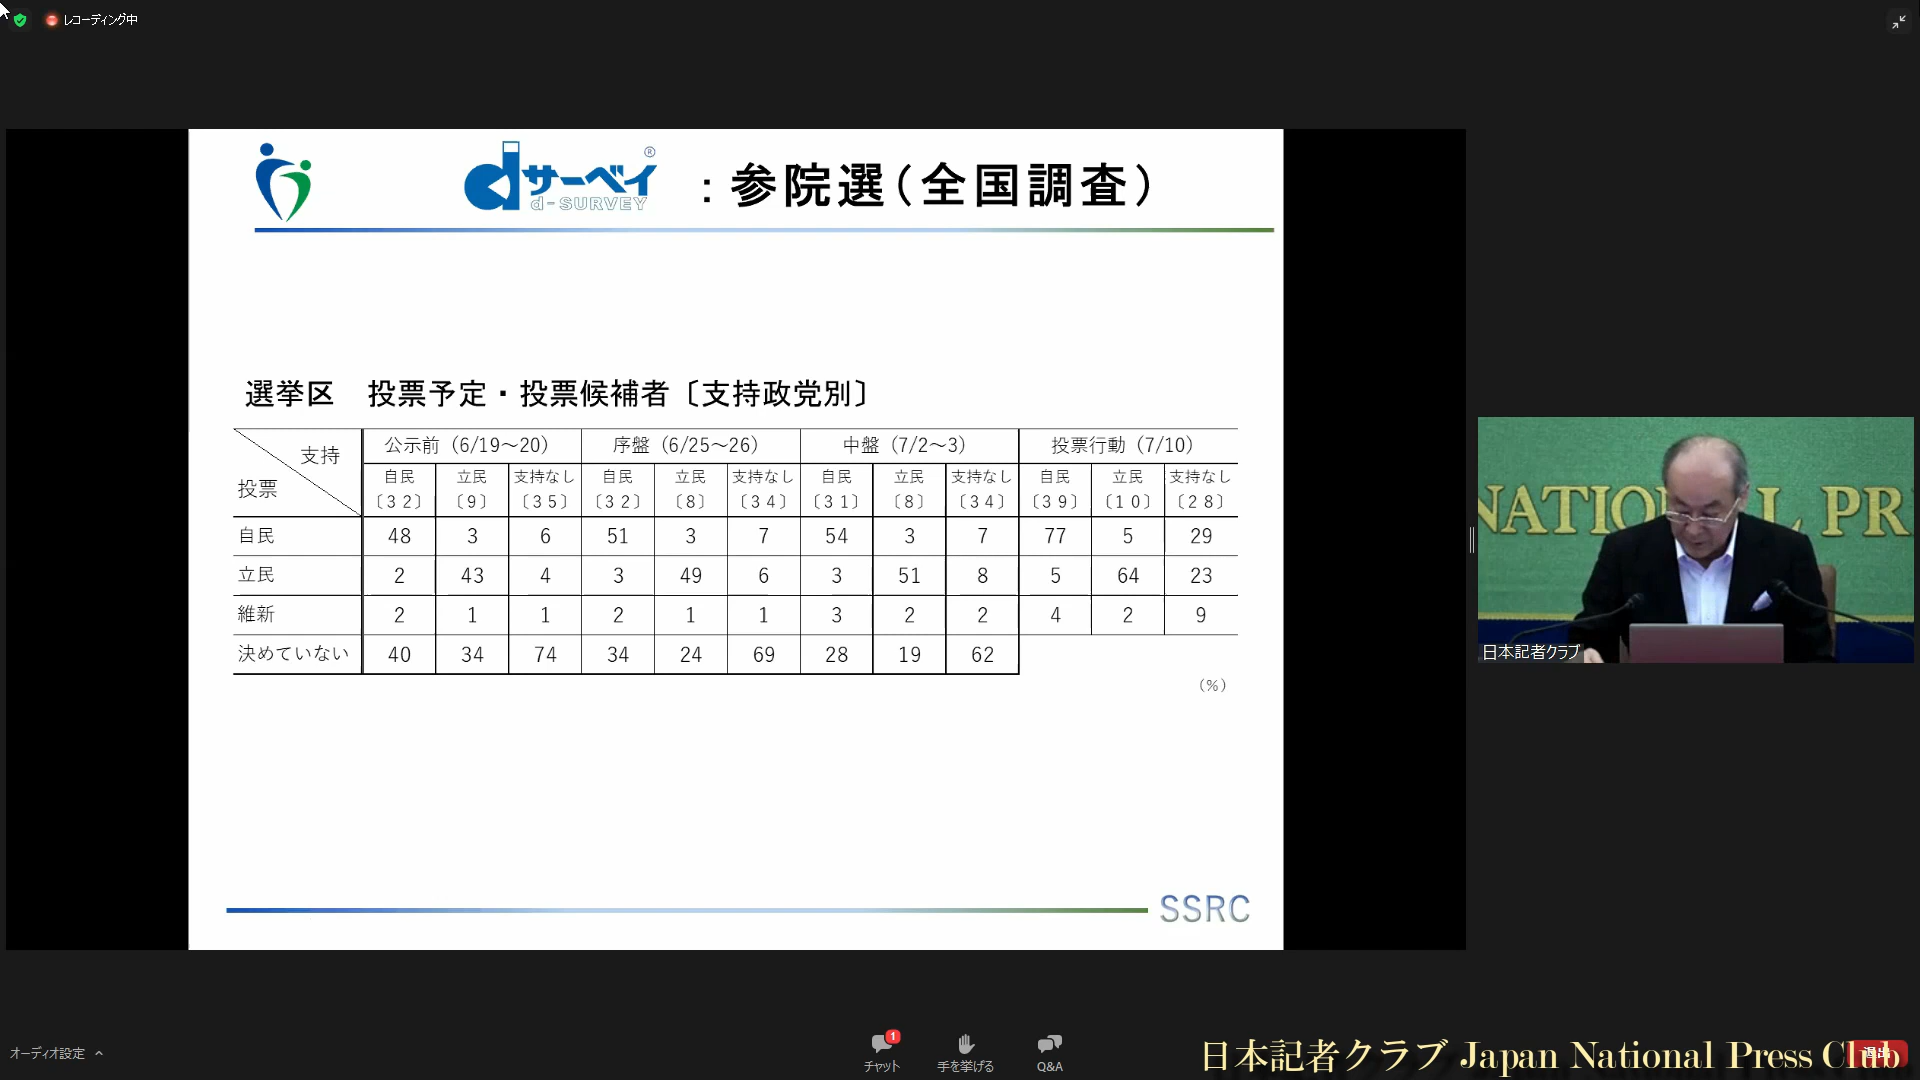 レコーディング中
dサーベイ®
d-SURVEY
：参院選（全国調査）
選挙区　投票予定・投票候補者〔支持政党別〕
支持 公示前（6/19～20） 序盤（6/25～26） 中盤（7/2～3） 投票行動（7/10）
投票 自民 立民 支持なし 自民 立民 支持なし 自民 立民 支持なし 自民 立民 支持なし
〔３２〕 〔９〕 〔３５〕 〔３２〕 〔８〕 〔３４〕 〔３１〕 〔８〕 〔３４〕 〔３９〕 〔１０〕 〔２８〕
自民 48 3 6 51 3 7 54 3 7 77 5 29
立民 2 43 4 3 49 6 3 51 8 5 64 23
維新 2 1 1 2 1 1 3 2 2 4 2 9
決めていない 40 34 74 34 24 69 28 19 62
（%）
SSRC
NATIONAL PR
日本記者クラブ
オーディオ設定
1
チャット
手を挙げる
Q&A
日本記者クラブ Japan National Press Club
退出